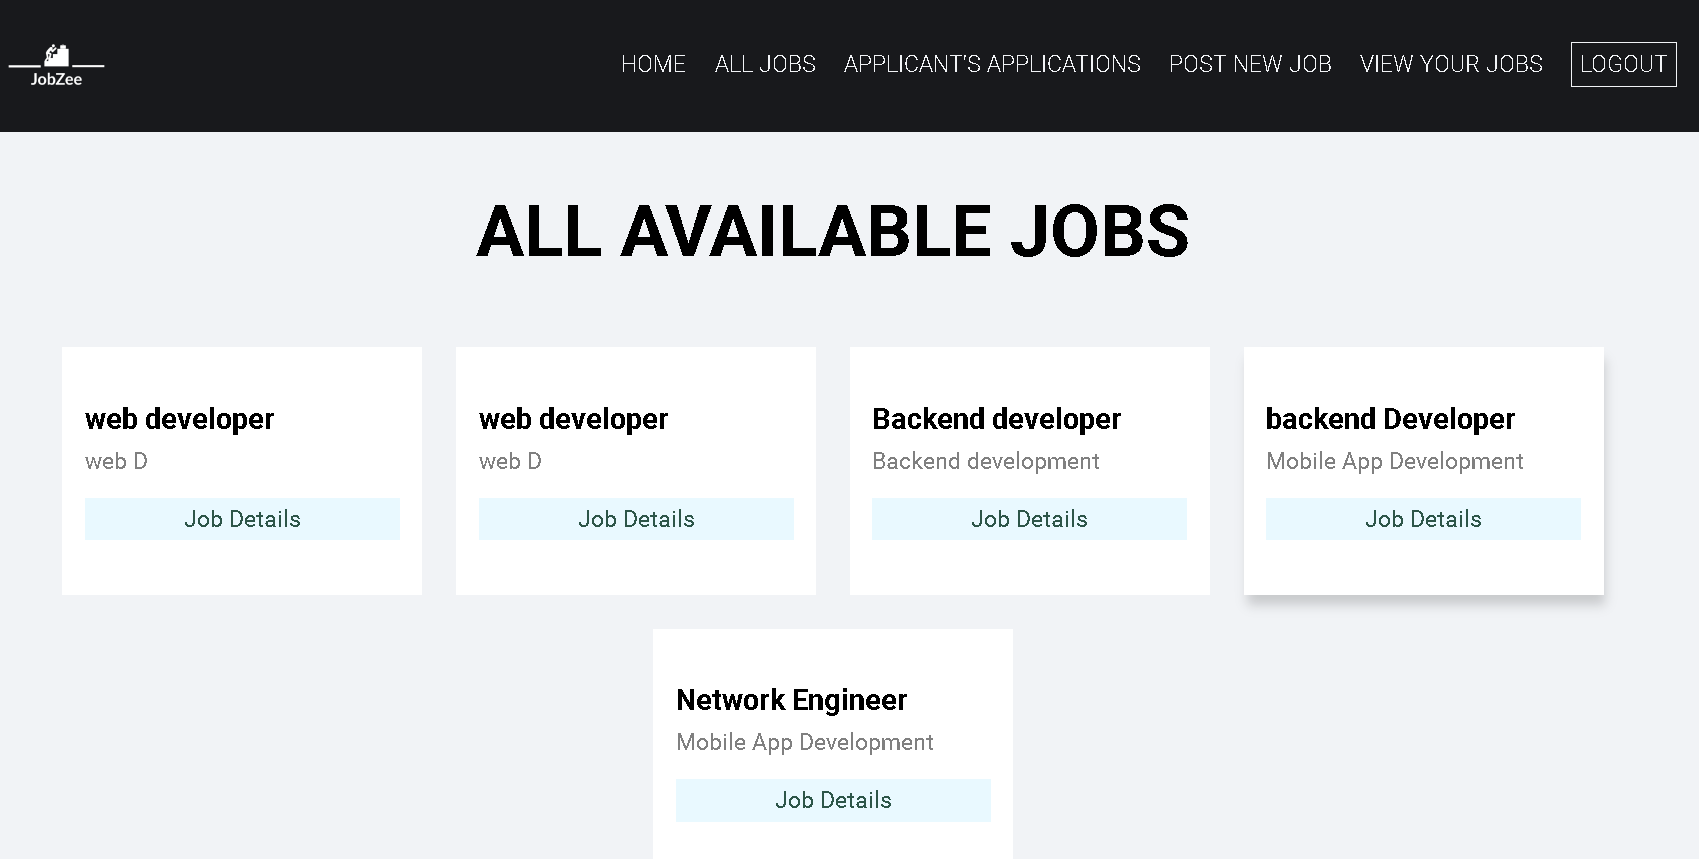 JobZee
HOME ALL JOBS APPLICANT'S APPLICATIONS POST NEW JOB VIEW YOUR JOBS LOGOUT
ALL AVAILABLE JOBS
web developer
web D
Job Details
web developer
web D
Job Details
Backend developer
Backend development
Job Details
backend Developer
Mobile App Development
Job Details
Network Engineer
Mobile App Development
Job Details